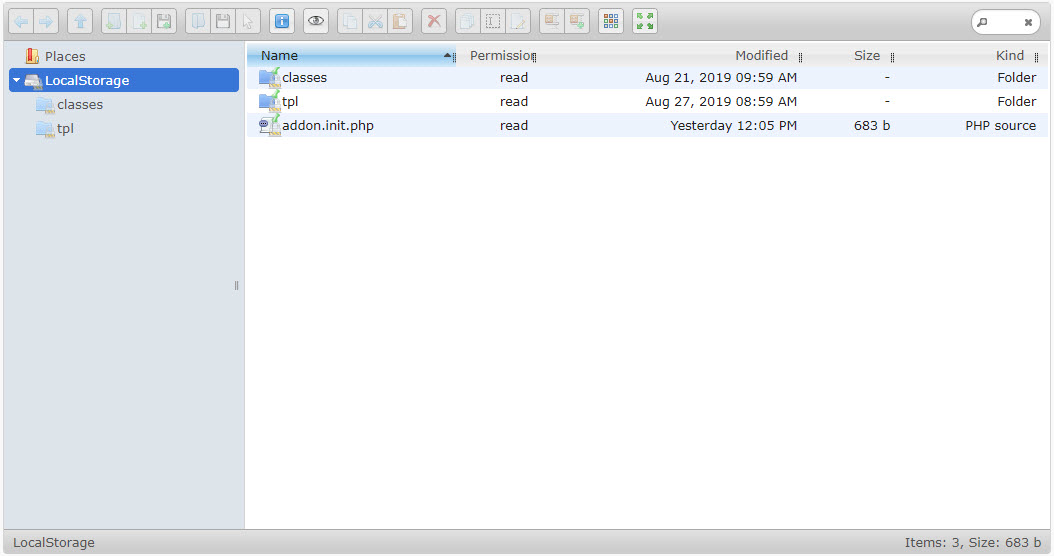 Places
LocalStorage
classes
tpl
Name Permission Modified Size Kind
classes read Aug 21, 2019 09:59 AM - Folder
tpl read Aug 27, 2019 08:59 AM - Folder
addon.init.php read Yesterday 12:05 PM 683 b PHP source
LocalStorage Items: 3, Size: 683 b